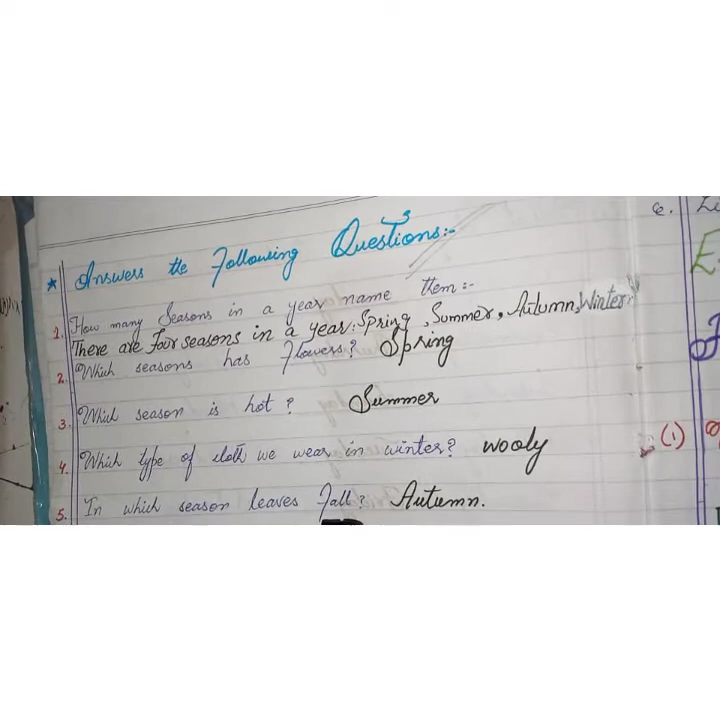 6.
* Answers the Following Questions:-
1. How many Seasons in a year name them:-
There are Four seasons in a year: Spring, Summer, Autumn, Winter.
2. Which seasons has Flowers? Spring
3. Which season is hot? Summer
4. Which type of cloth we wear in winter? wooly
(1)
5. In which season leaves Fall? Autumn.